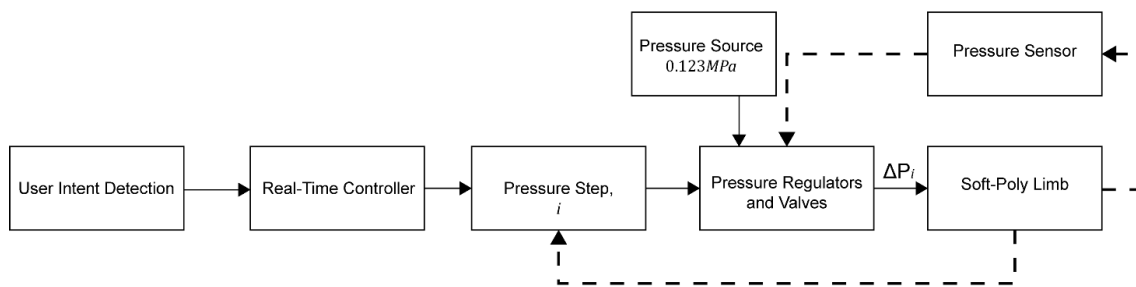 Pressure Source
0.123MPa
Pressure Sensor
User Intent Detection
Real-Time Controller
Pressure Step,
i
Pressure Regulators
and Valves
ΔPi
Soft-Poly Limb